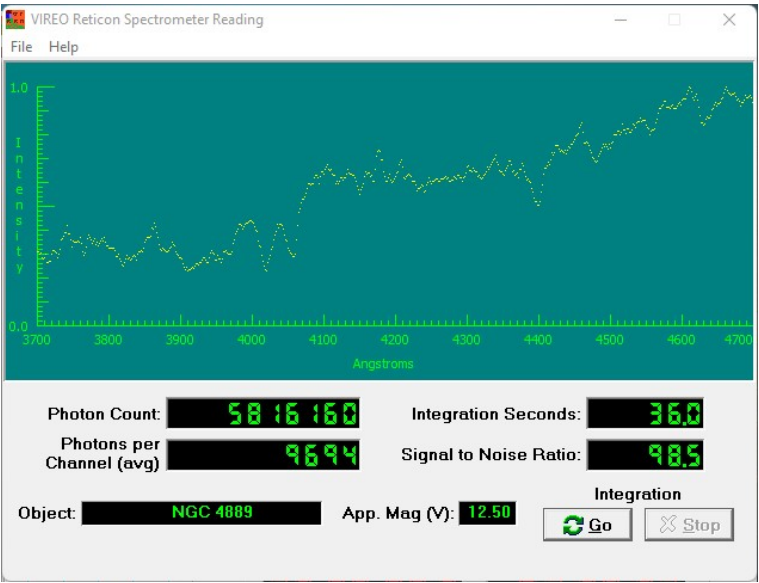 VIREO Reticon Spectrometer Reading
File Help
1.0
Intensity
0.0
3700 3800 3900 4000 4100 4200 4300 4400 4500 4600 4700
Angstroms
Photon Count: 5816160 Integration Seconds: 36.0
Photons per
Channel (avg) 9694 Signal to Noise Ratio: 98.5
Integration
Object: NGC 4889 App. Mag (V): 12.50 Go Stop